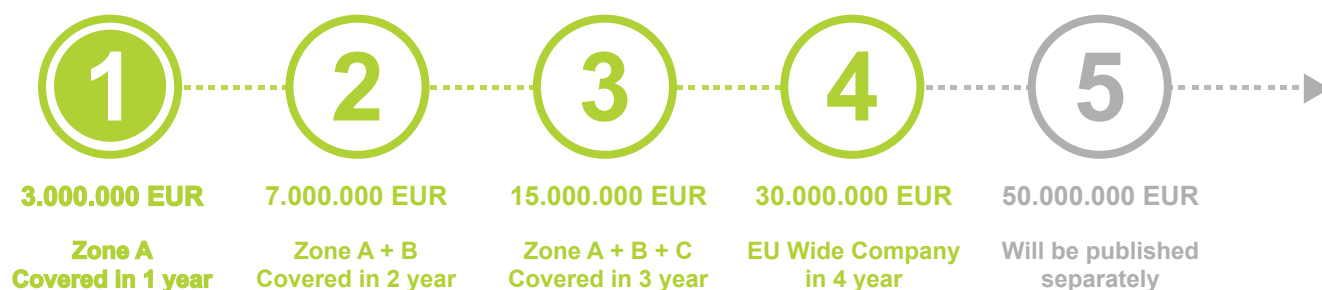 1
2
3
4
5
3.000.000 EUR
7.000.000 EUR
15.000.000 EUR
30.000.000 EUR
50.000.000 EUR
Zone A
Covered in 1 year
Zone A + B
Covered in 2 year
Zone A + B + C
Covered in 3 year
EU Wide Company
in 4 year
Will be published
separately